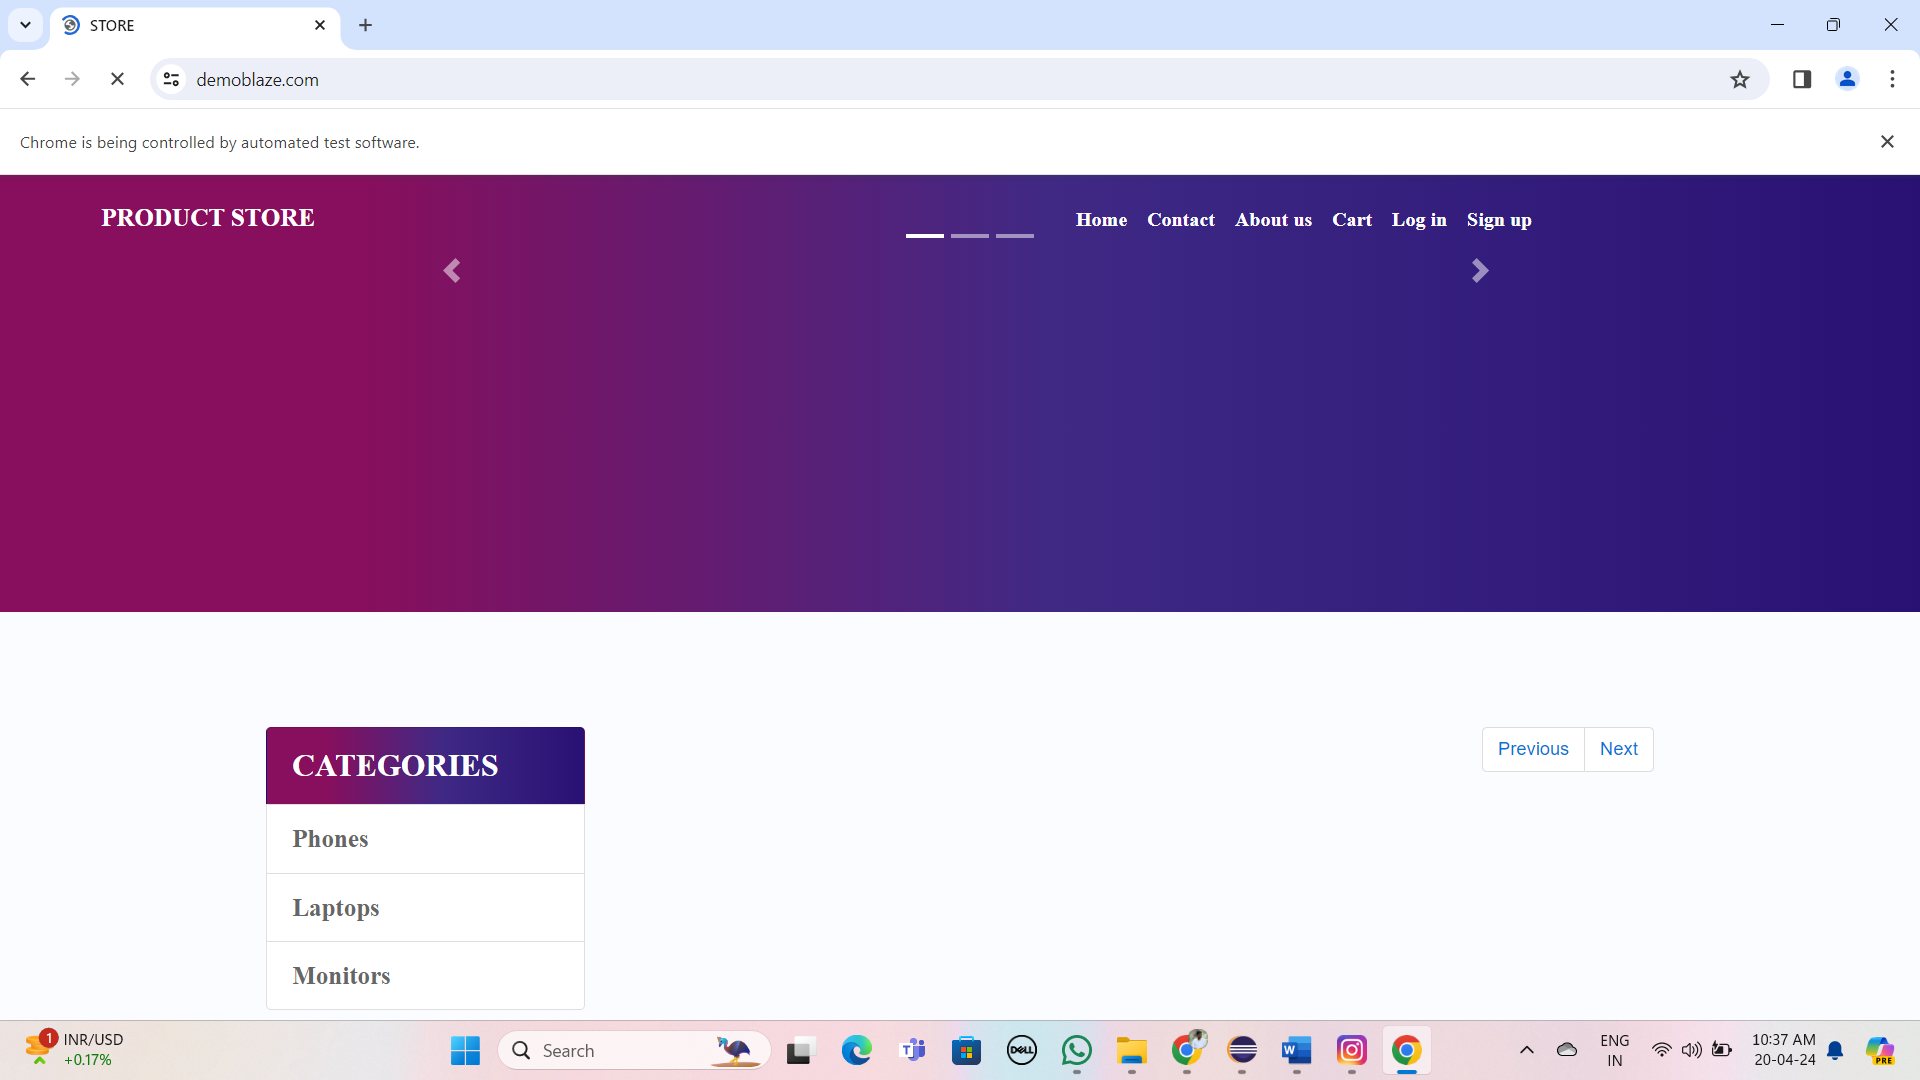 STORE
demoblaze.com
Chrome is being controlled by automated test software.
PRODUCT STORE
Home Contact About us Cart Log in Sign up
CATEGORIES
Previous Next
Phones
Laptops
Monitors
1
INR/USD
+0.17%
Search
T
DELL
W
ENG
IN
10:37 AM
20-04-24
PRE